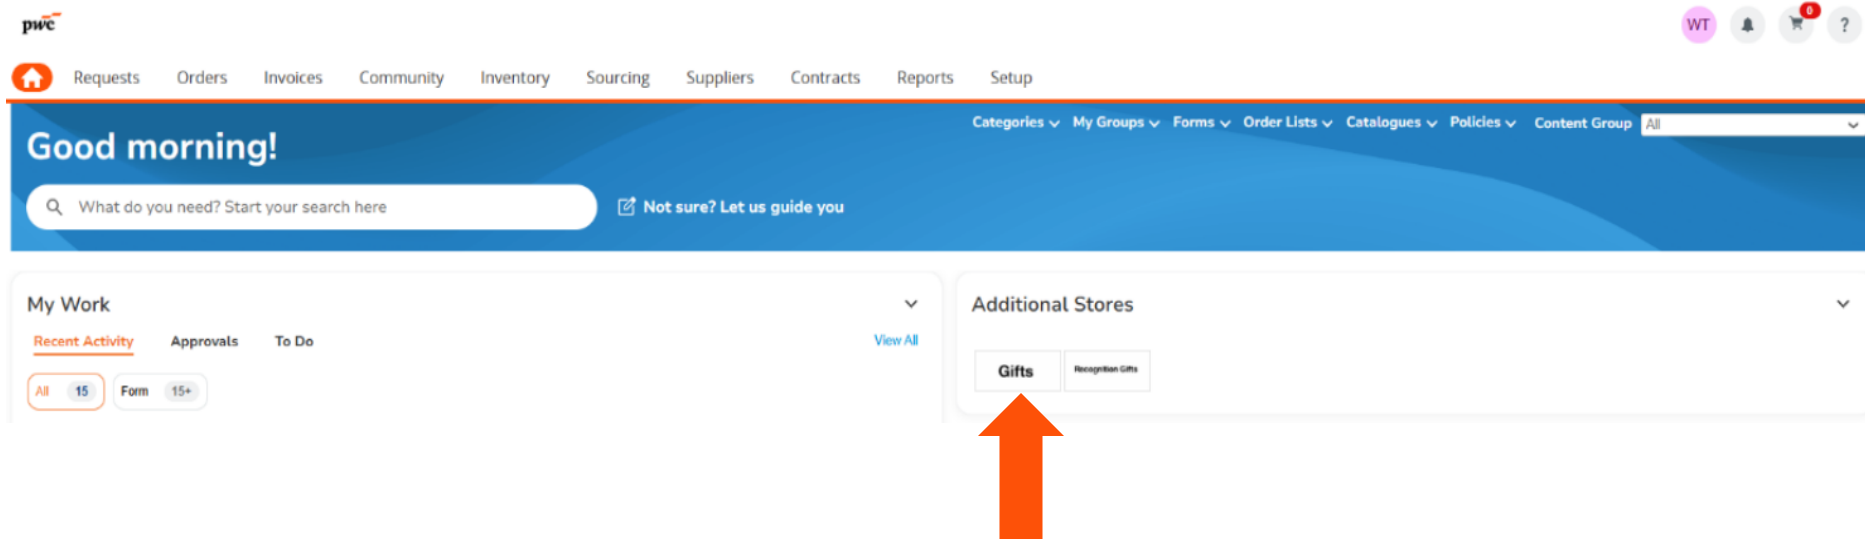 pwc
WT
0
?
Requests Orders Invoices Community Inventory Sourcing Suppliers Contracts Reports Setup
Categories My Groups Forms Order Lists Catalogues Policies Content Group All
Good morning!
What do you need? Start your search here
Not sure? Let us guide you
My Work
Recent Activity Approvals To Do View All
All 15 Form 15+
Additional Stores
Gifts Recognition Gifts